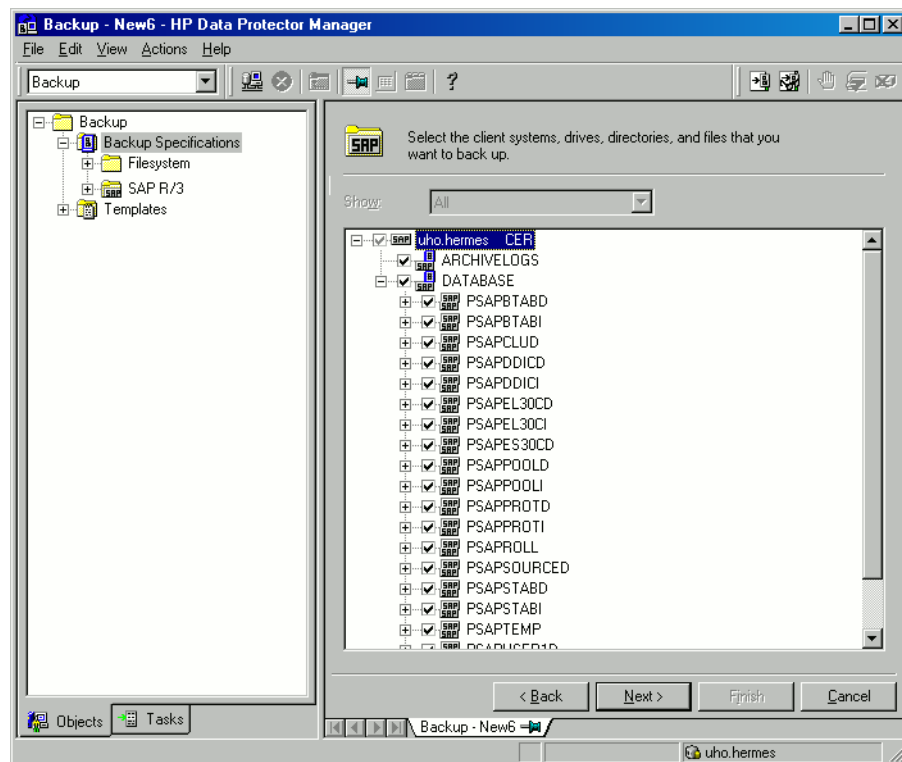 Backup - New6 - HP Data Protector Manager
File Edit View Actions Help
Backup
?
Backup
Backup Specifications
Filesystem
SAP R/3
Templates
SAP
Select the client systems, drives, directories, and files that you
want to back up.
Show: All
SAP uho.hermes CER
ARCHIVELOGS
DATABASE
PSAPBTABD
PSAPBTABI
PSAPCLUD
PSAPDDICD
PSAPDDICI
PSAPEL30CD
PSAPEL30CI
PSAPES30CD
PSAPPOOLD
PSAPPOOLI
PSAPPROTD
PSAPPROTI
PSAPROLL
PSAPSOURCED
PSAPSTABD
PSAPSTABI
PSAPTEMP
PSAPUSER1D
< Back Next > Finish Cancel
Objects Tasks
Backup - New6
uho.hermes